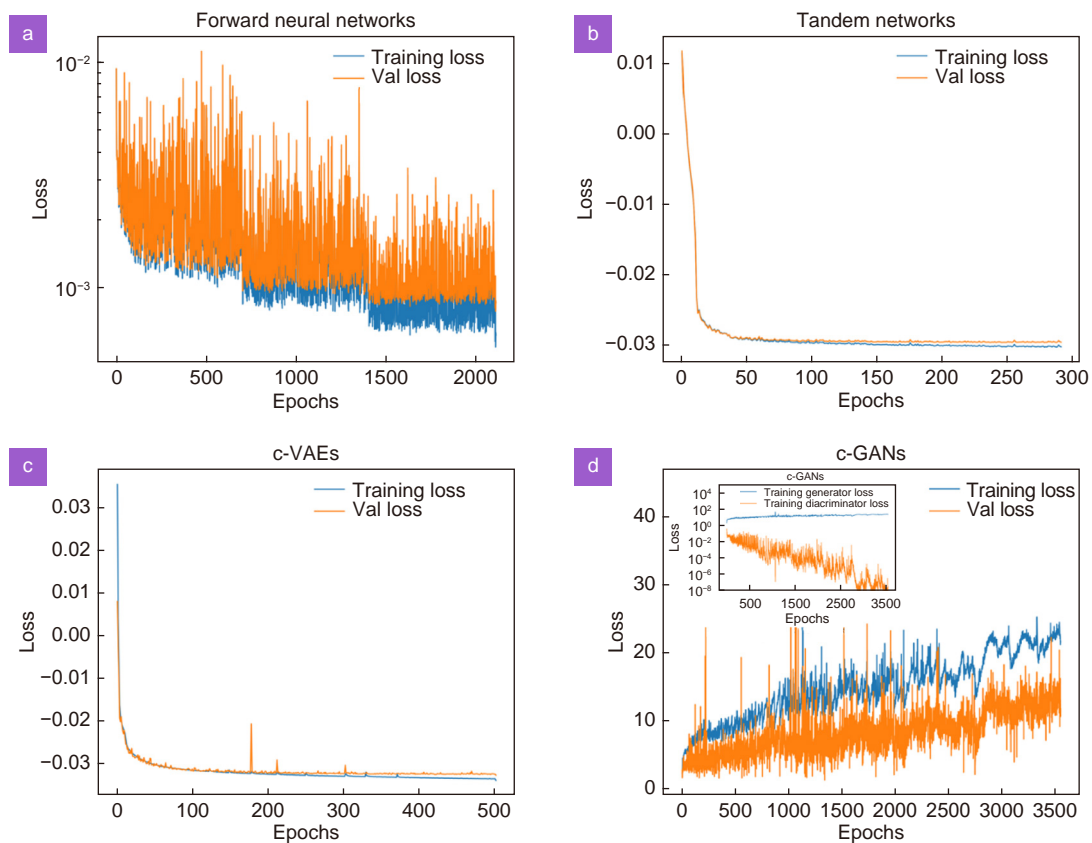 a
Forward neural networks
Training loss
Val loss
10⁻²
10⁻³
Loss
0
500
1000
1500
2000
Epochs
b
Tandem networks
Training loss
Val loss
0.01
0.00
−0.01
−0.02
−0.03
Loss
0
50
100
150
200
250
300
Epochs
c
c-VAEs
Training loss
Val loss
0.03
0.03
0.01
0.00
−0.01
−0.02
−0.03
Loss
0
100
200
300
400
500
Epochs
d
c-GANs
Training loss
Val loss
40
30
20
10
0
Loss
0
500
1000
1500
2000
2500
3000
3500
Epochs
c-GANs
Training generator loss
Training diacriminator loss
10⁴
10²
10⁰
10⁻²
10⁻⁴
10⁻⁶
10⁻⁸
Loss
500
1500
2500
3500
Epochs